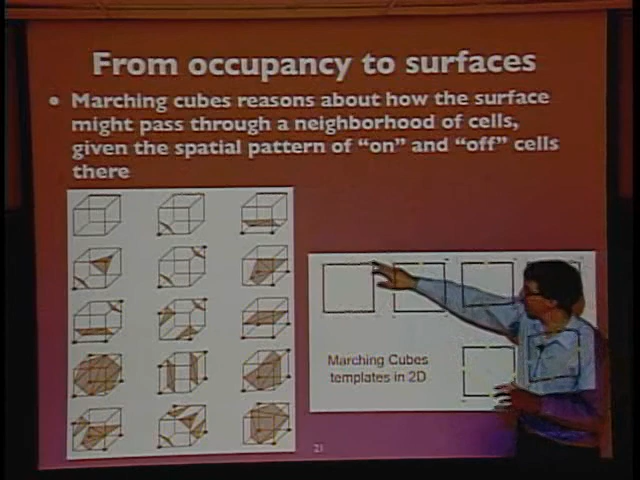 From occupancy to surfaces
• Marching cubes reasons about how the surface
might pass through a neighborhood of cells,
given the spatial pattern of "on" and "off" cells
there
Marching Cubes
templates in 2D
21